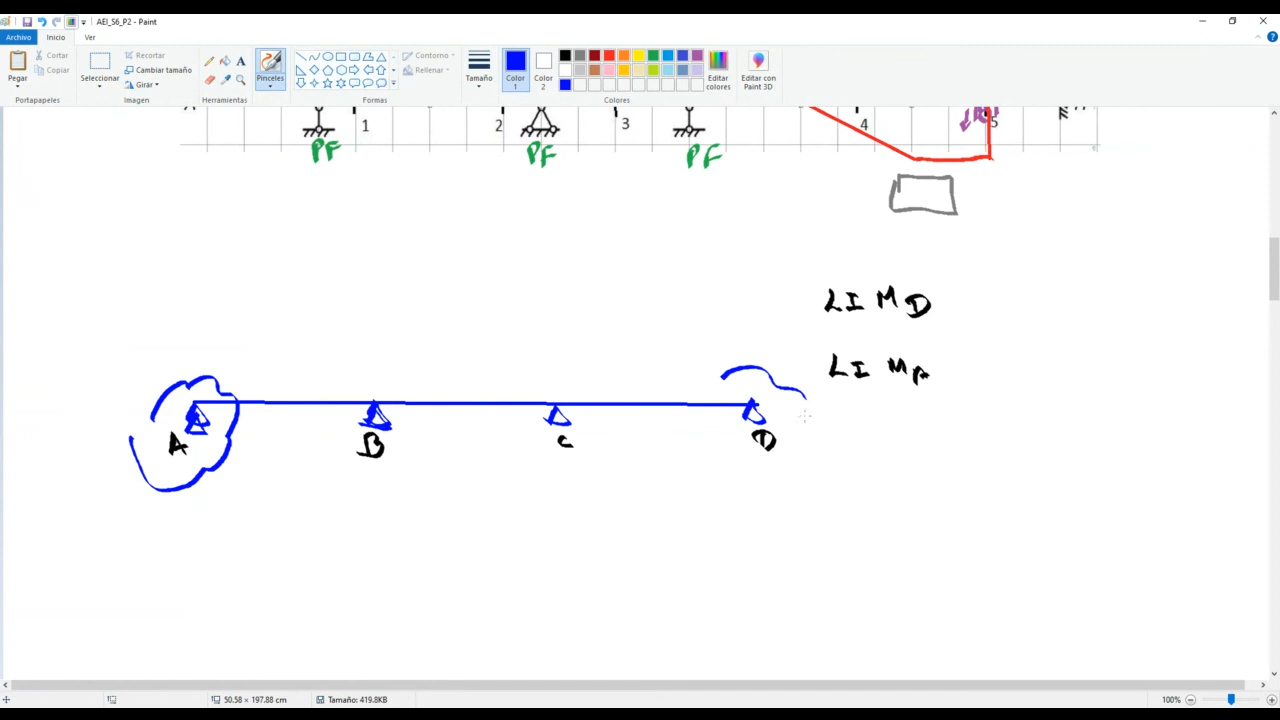 AEI_S6_P2 - Paint
Archivo Inicio Ver
Pegar
Cortar
Copiar
Portapapeles
Seleccionar
Recortar
Cambiar tamaño
Girar
Imagen
A
Herramientas
Pinceles
Contorno
Rellenar
Formas
Tamaño
Color 1
Color 2
Editar colores
Editar con Paint 3D
Colores
1 2 3 4 5
PF PF PF
LI M D
LI M A
A B C D
50.58 × 197.88 cm
Tamaño: 419.8KB
100%